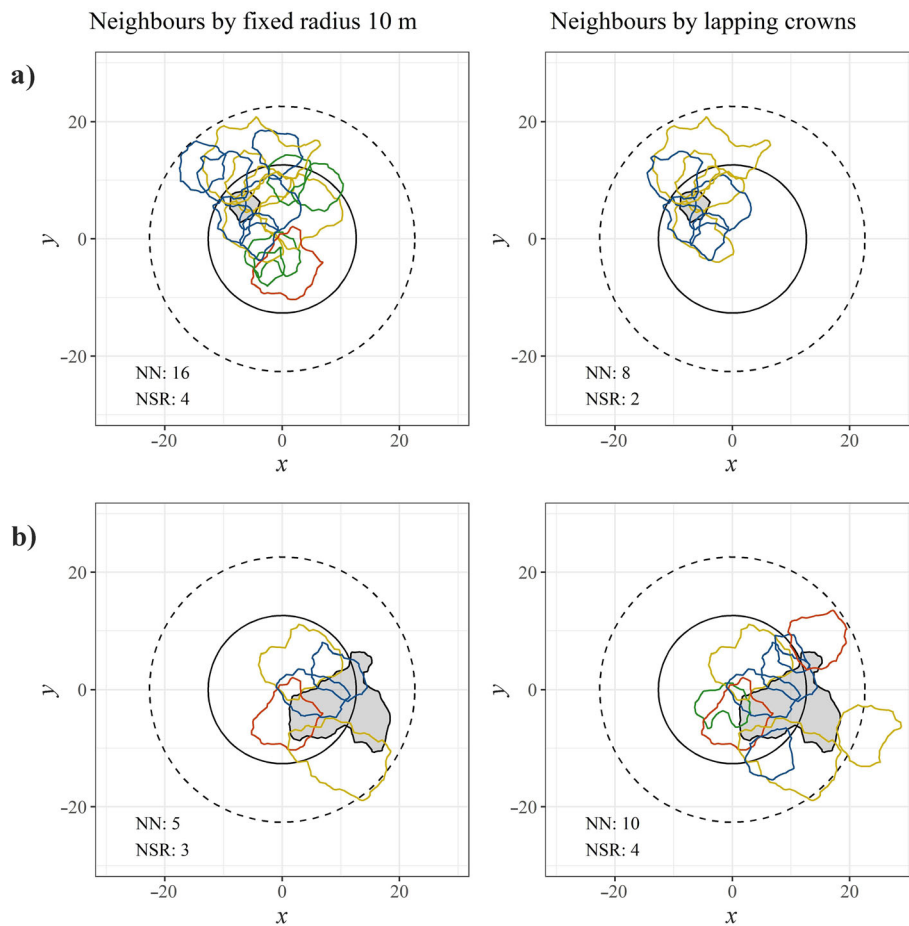 Neighbours by fixed radius 10 m
Neighbours by lapping crowns
a)
20
0
−20
y
NN: 16
NSR: 4
−20 0 20
x
20
0
−20
y
NN: 8
NSR: 2
−20 0 20
x
b)
20
0
−20
y
NN: 5
NSR: 3
−20 0 20
x
20
0
−20
y
NN: 10
NSR: 4
−20 0 20
x